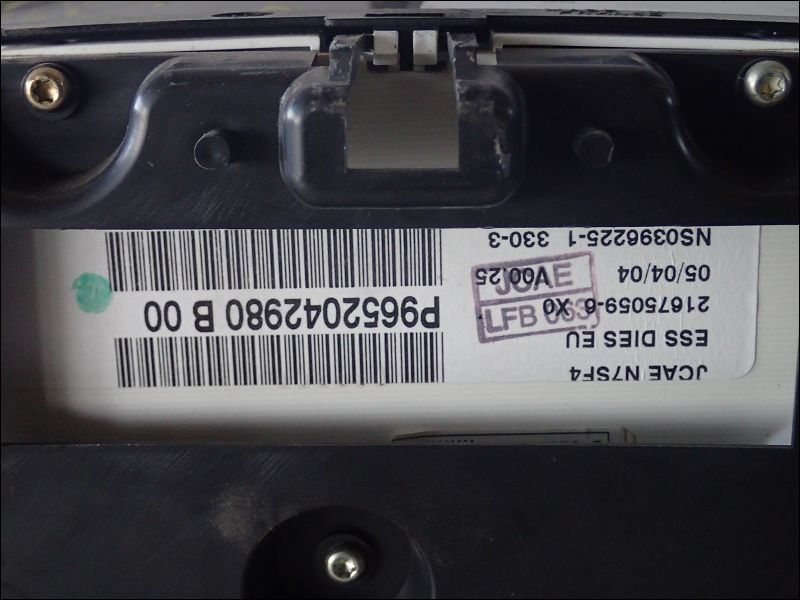 JCAE N7SF4
ESS DIES EU
21675059-6 X0
05/04/04 V00.25
NS0396225-1 330-3
P9652042980 B 00
JCAE
LFB 063